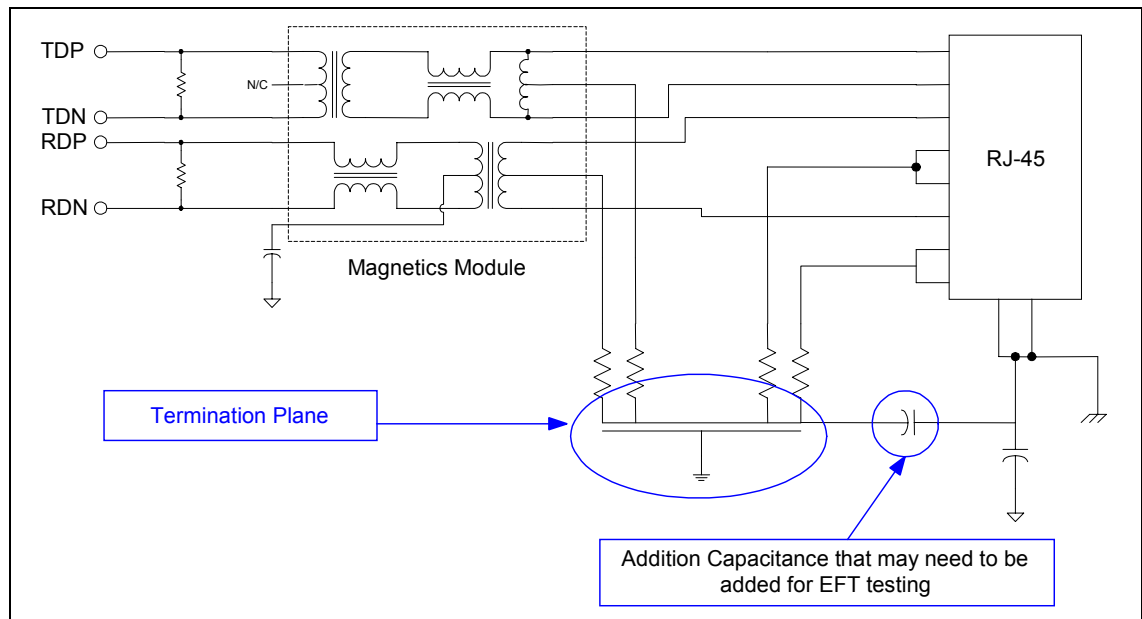 TDP
N/C
TDN
RDP
RJ-45
RDN
Magnetics Module
Termination Plane
Addition Capacitance that may need to be
added for EFT testing